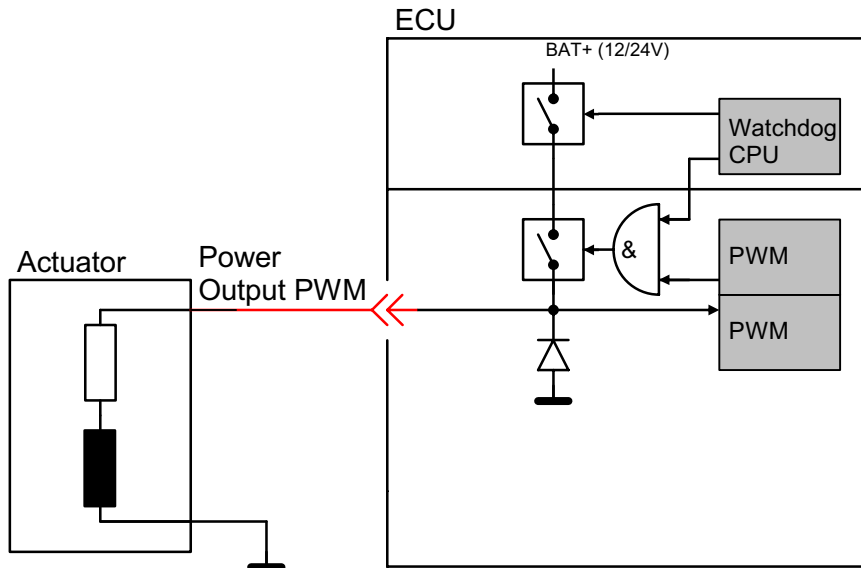 ECU
BAT+ (12/24V)
Watchdog
CPU
&
PWM
PWM
Actuator
Power
Output PWM